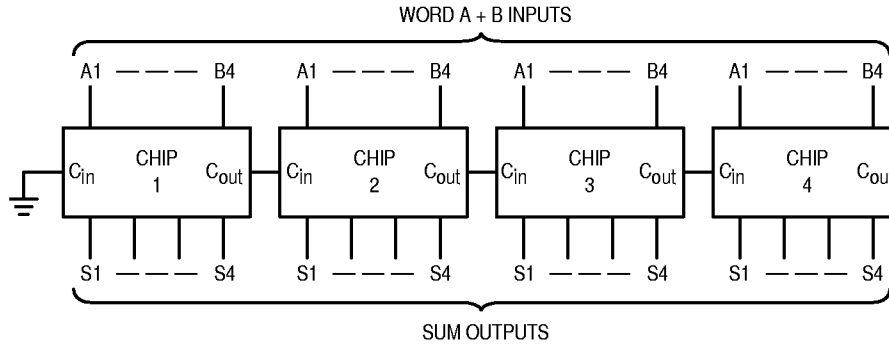 WORD A + B INPUTS
A1 — — — — B4 A1 — — — — B4 A1 — — — — B4 A1 — — — — B4
Cin CHIP 1 Cout Cin CHIP 2 Cout Cin CHIP 3 Cout Cin CHIP 4 Cou
S1 — — — — S4 S1 — — — — S4 S1 — — — — S4 S1 — — — — S4
SUM OUTPUTS